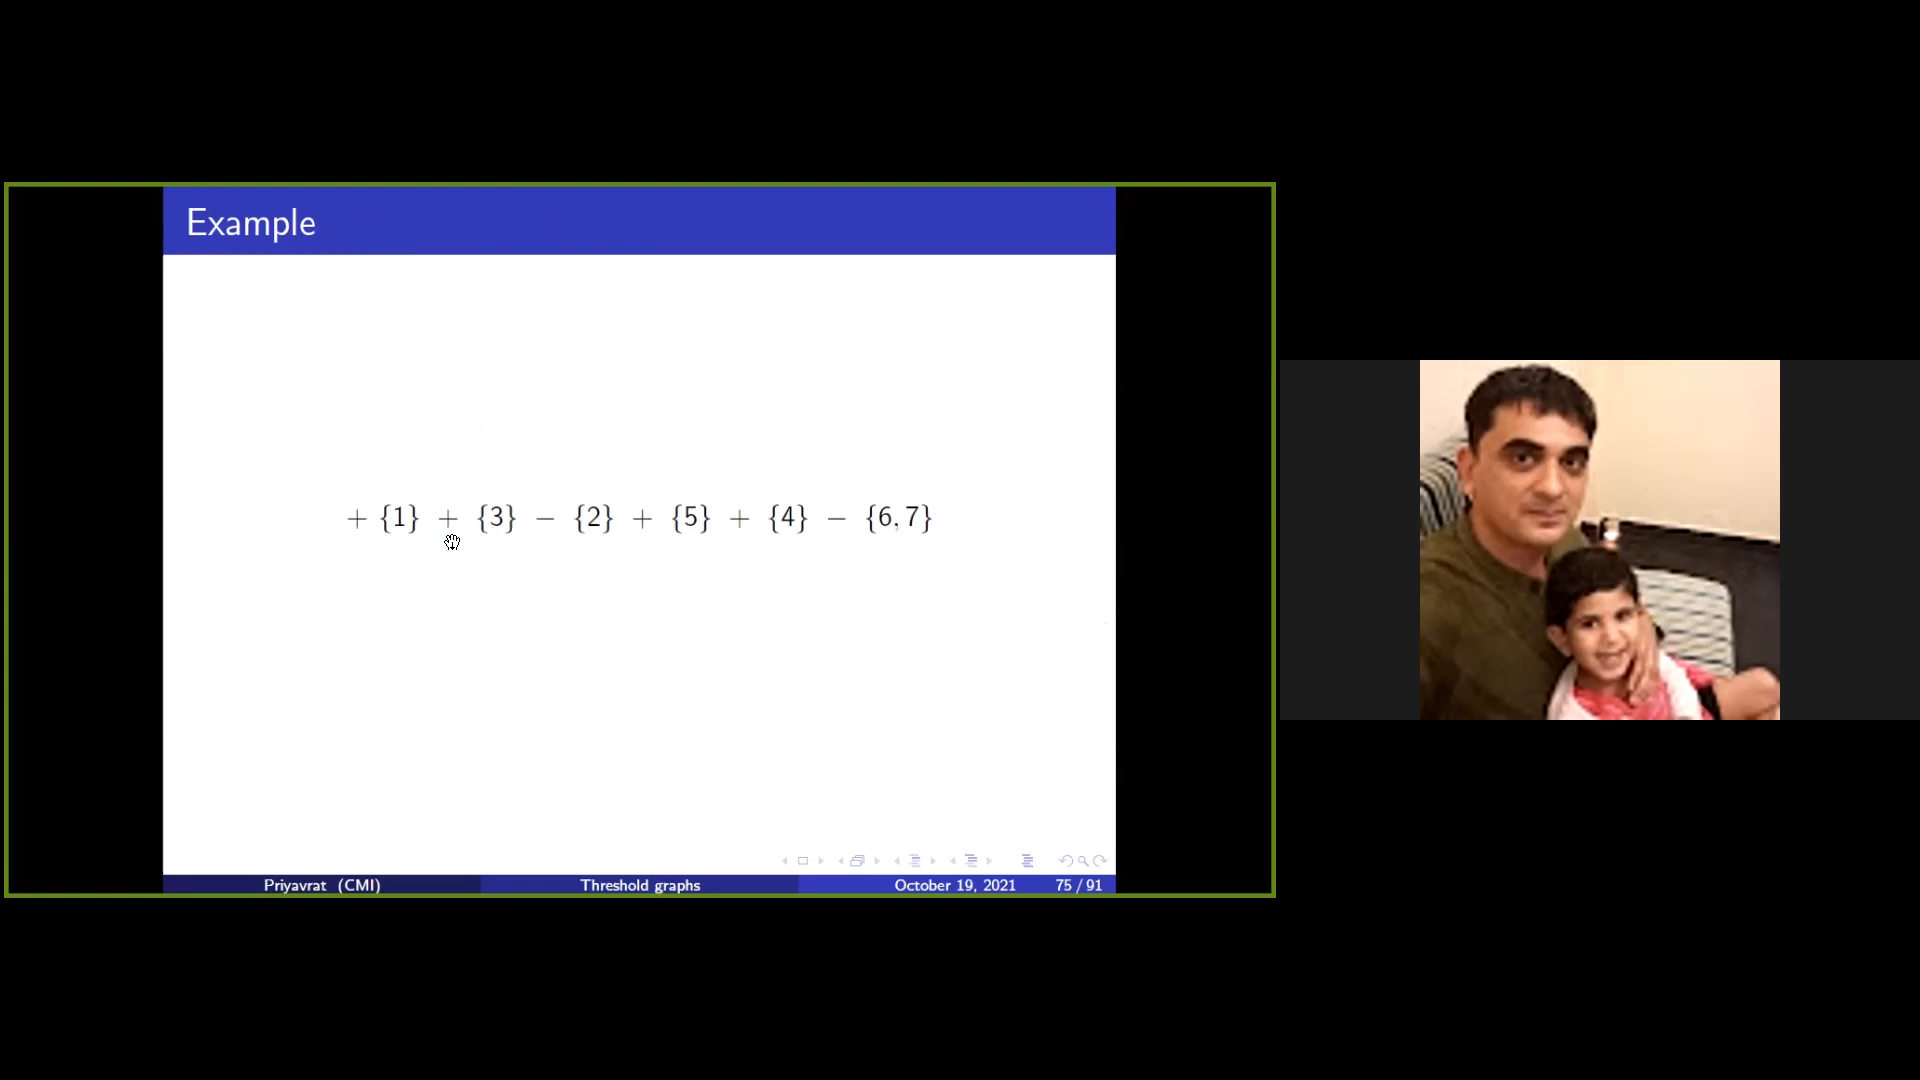 Example
+ {1} + {3} − {2} + {5} + {4} − {6, 7}
Priyavrat (CMI) Threshold graphs October 19, 2021 75 / 91